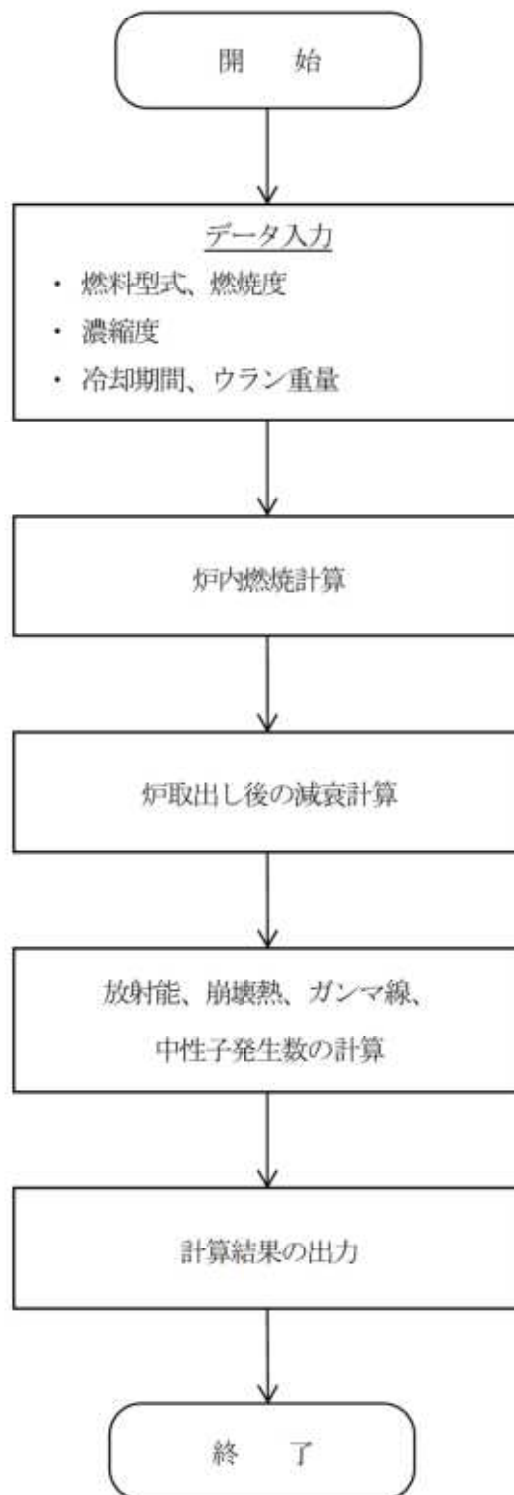 開　始
データ入力
・ 燃料型式、燃焼度
・ 濃縮度
・ 冷却期間、ウラン重量
炉内燃焼計算
炉取出し後の減衰計算
放射能、崩壊熱、ガンマ線、
中性子発生数の計算
計算結果の出力
終　了